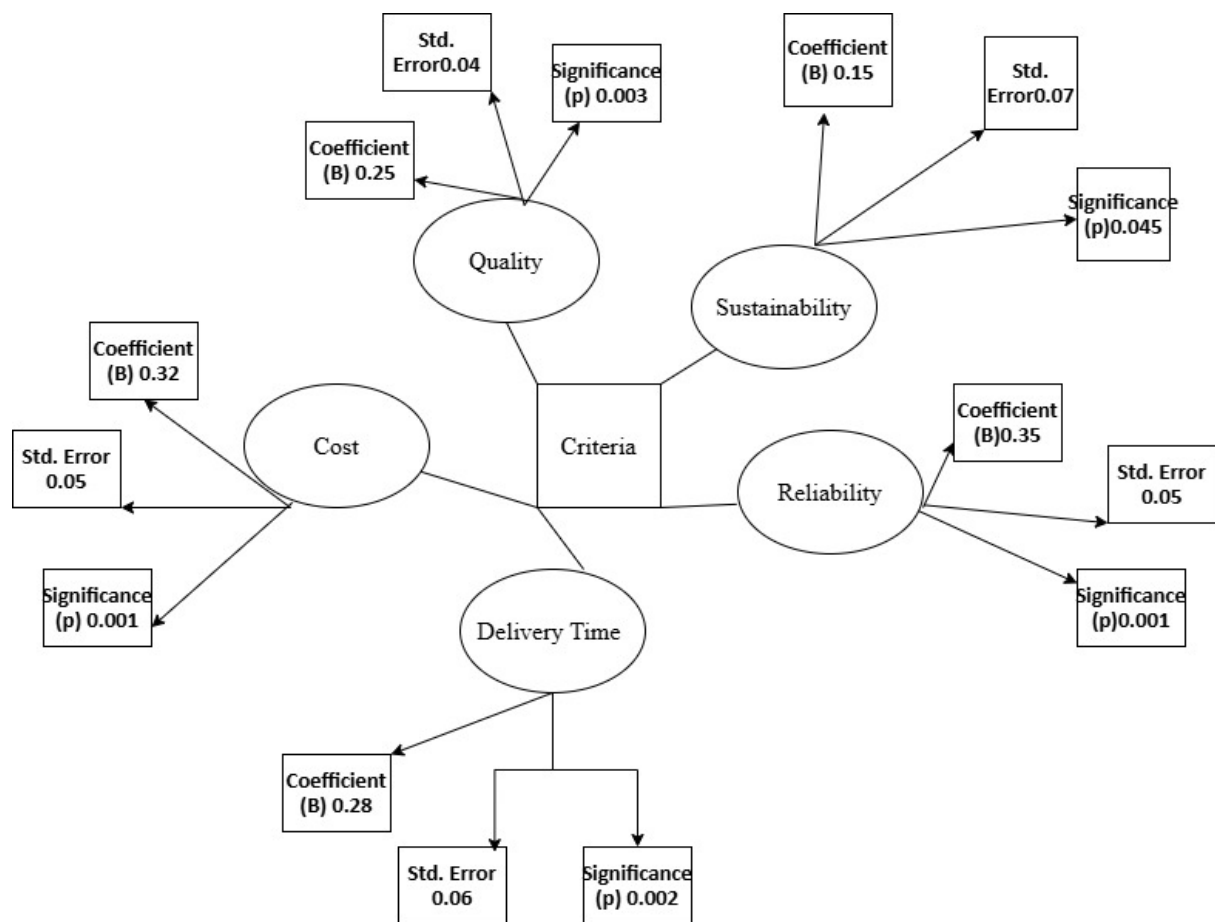 Std.
Error0.04
Significance
(p) 0.003
Coefficient
(B) 0.25
Quality
Coefficient
(B) 0.15
Std.
Error0.07
Significance
(p)0.045
Sustainability
Coefficient
(B) 0.32
Std. Error
0.05
Significance
(p) 0.001
Cost
Criteria
Reliability
Coefficient
(B)0.35
Std. Error
0.05
Significance
(p)0.001
Delivery Time
Coefficient
(B) 0.28
Std. Error
0.06
Significance
(p) 0.002